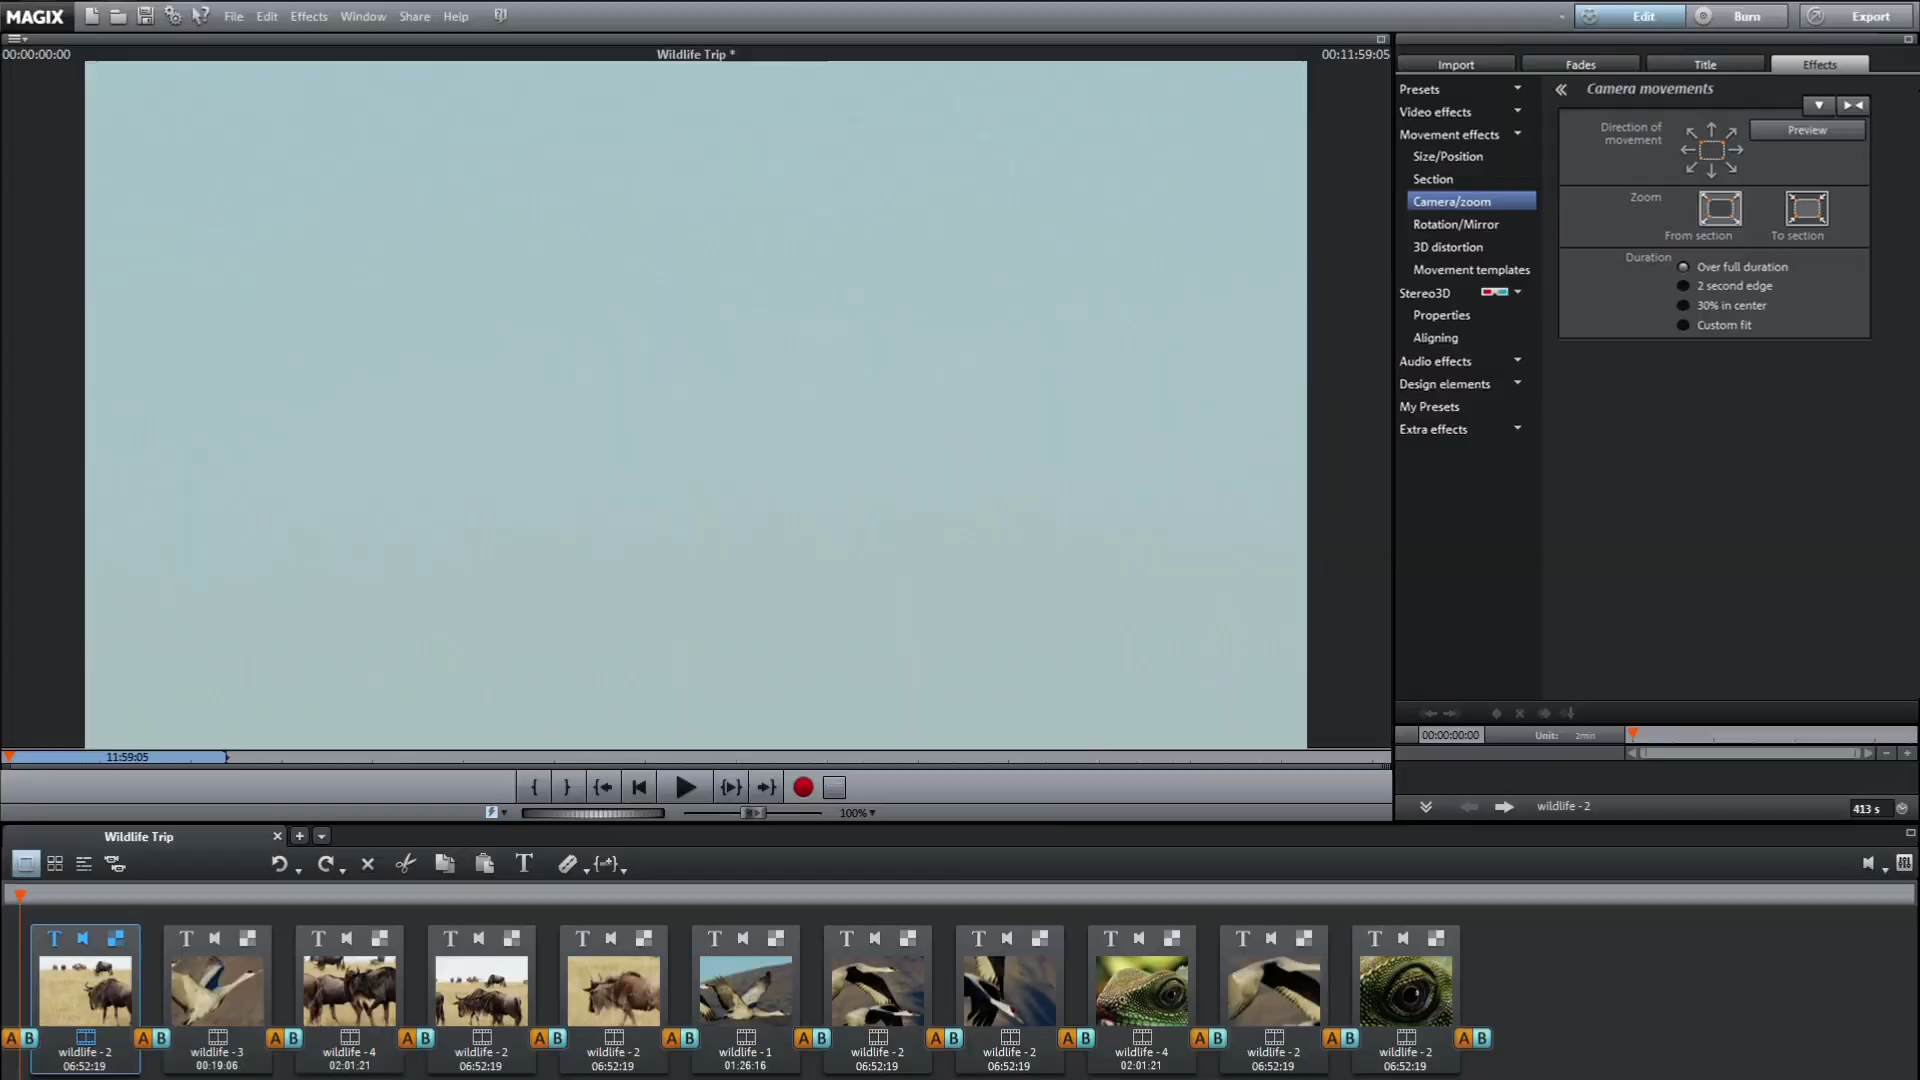 MAGIX File Edit Effects Window Share Help Edit Burn Export
00:00:00:00 Wildlife Trip * 00:11:59:05
Import Fades Title Effects
Presets
Video effects
Movement effects
Size/Position
Section
Camera/zoom
Rotation/Mirror
3D distortion
Movement templates
Stereo3D
Properties
Aligning
Audio effects
Design elements
My Presets
Extra effects
Camera movements
Direction of
movement
Preview
Zoom
From section To section
Duration
Over full duration
2 second edge
30% in center
Custom fit
00:00:00:00 Unit: 2min
11:59:05
wildlife - 2 413 s
100%
Wildlife Trip
T
T T T T T T T T T T T
A B A B A B A B A B A B A B A B A B A B A B A B
wildlife - 2 wildlife - 3 wildlife - 4 wildlife - 2 wildlife - 2 wildlife - 1 wildlife - 2 wildlife - 2 wildlife - 4 wildlife - 2 wildlife - 2
06:52:19 00:19:06 02:01:21 06:52:19 06:52:19 01:26:16 06:52:19 06:52:19 02:01:21 06:52:19 06:52:19